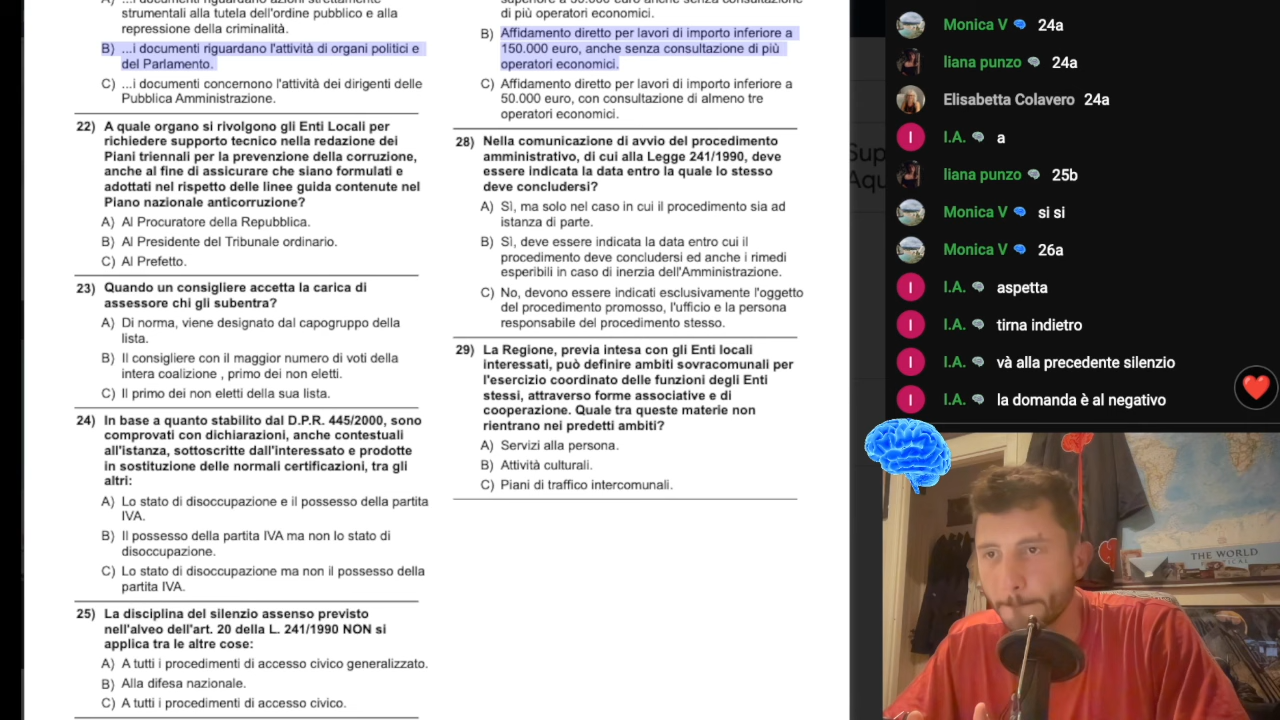 A) ...i documenti riguardano azioni strettamente
strumentali alla tutela dell'ordine pubblico e alla
repressione della criminalità.
B) ...i documenti riguardano l'attività di organi politici e
del Parlamento.
C) ...i documenti concernono l'attività dei dirigenti delle
Pubblica Amministrazione.
22) A quale organo si rivolgono gli Enti Locali per
richiedere supporto tecnico nella redazione dei
Piani triennali per la prevenzione della corruzione,
anche al fine di assicurare che siano formulati e
adottati nel rispetto delle linee guida contenute nel
Piano nazionale anticorruzione?
A) Al Procuratore della Repubblica.
B) Al Presidente del Tribunale ordinario.
C) Al Prefetto.
23) Quando un consigliere accetta la carica di
assessore chi gli subentra?
A) Di norma, viene designato dal capogruppo della
lista.
B) Il consigliere con il maggior numero di voti della
intera coalizione , primo dei non eletti.
C) Il primo dei non eletti della sua lista.
24) In base a quanto stabilito dal D.P.R. 445/2000, sono
comprovati con dichiarazioni, anche contestuali
all'istanza, sottoscritte dall'interessato e prodotte
in sostituzione delle normali certificazioni, tra gli
altri:
A) Lo stato di disoccupazione e il possesso della partita
IVA.
B) Il possesso della partita IVA ma non lo stato di
disoccupazione.
C) Lo stato di disoccupazione ma non il possesso della
partita IVA.
25) La disciplina del silenzio assenso previsto
nell'alveo dell'art. 20 della L. 241/1990 NON si
applica tra le altre cose:
A) A tutti i procedimenti di accesso civico generalizzato.
B) Alla difesa nazionale.
C) A tutti i procedimenti di accesso civico.
superiore a 50.000 euro anche senza consultazione
di più operatori economici.
B) Affidamento diretto per lavori di importo inferiore a
150.000 euro, anche senza consultazione di più
operatori economici.
C) Affidamento diretto per lavori di importo inferiore a
50.000 euro, con consultazione di almeno tre
operatori economici.
28) Nella comunicazione di avvio del procedimento
amministrativo, di cui alla Legge 241/1990, deve
essere indicata la data entro la quale lo stesso
deve concludersi?
A) Sì, ma solo nel caso in cui il procedimento sia ad
istanza di parte.
B) Sì, deve essere indicata la data entro cui il
procedimento deve concludersi ed anche i rimedi
esperibili in caso di inerzia dell'Amministrazione.
C) No, devono essere indicati esclusivamente l'oggetto
del procedimento promosso, l'ufficio e la persona
responsabile del procedimento stesso.
29) La Regione, previa intesa con gli Enti locali
interessati, può definire ambiti sovracomunali per
l'esercizio coordinato delle funzioni degli Enti
stessi, attraverso forme associative e di
cooperazione. Quale tra queste materie non
rientrano nei predetti ambiti?
A) Servizi alla persona.
B) Attività culturali.
C) Piani di traffico intercomunali.
Sup
Aqu
Monica V 24a
liana punzo 24a
Elisabetta Colavero 24a
I I.A. a
liana punzo 25b
Monica V si si
Monica V 26a
I I.A. aspetta
I I.A. tirna indietro
I I.A. và alla precedente silenzio
I I.A. la domanda è al negativo
THE WORLD